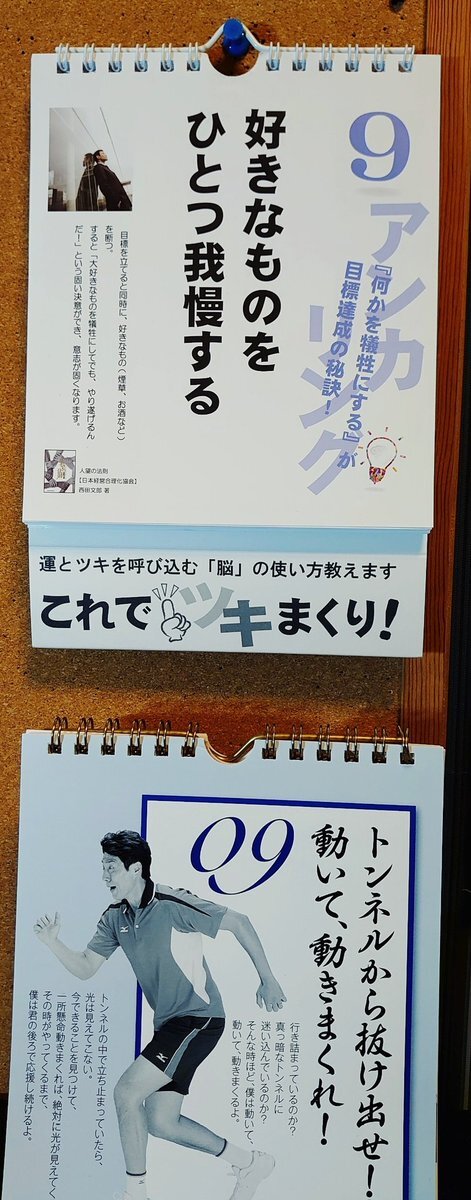 9
アンカーリング
『何かを犠牲にする』が
目標達成の秘訣！
好きなものを
ひとつ我慢する
目標を立てると同時に、好きなもの（煙草、お酒など）
を断つ。
すると「大好きなものを犠牲にしてでも、やり遂げるん
だ！」という固い決意ができ、意志が固くなります。
人望の法則
【日本経営合理化協会】
西田文郎 著
運とツキを呼び込む「脳」の使い方教えます
これでツキまくり！
09
トンネルから抜け出せ！
動いて、動きまくれ！
行き詰まっているのか？
真っ暗なトンネルに
迷い込んでいるのか？
そんな時ほど、僕は動いて、
動いて、動きまくるよ。
トンネルの中で立ち止まっていたら、
光は見えてこない。
今できることを見つけて、
一所懸命動きまくれば、絶対に光が見えてく
その時がやってくるまで、
僕は君の後ろで応援し続けるよ。